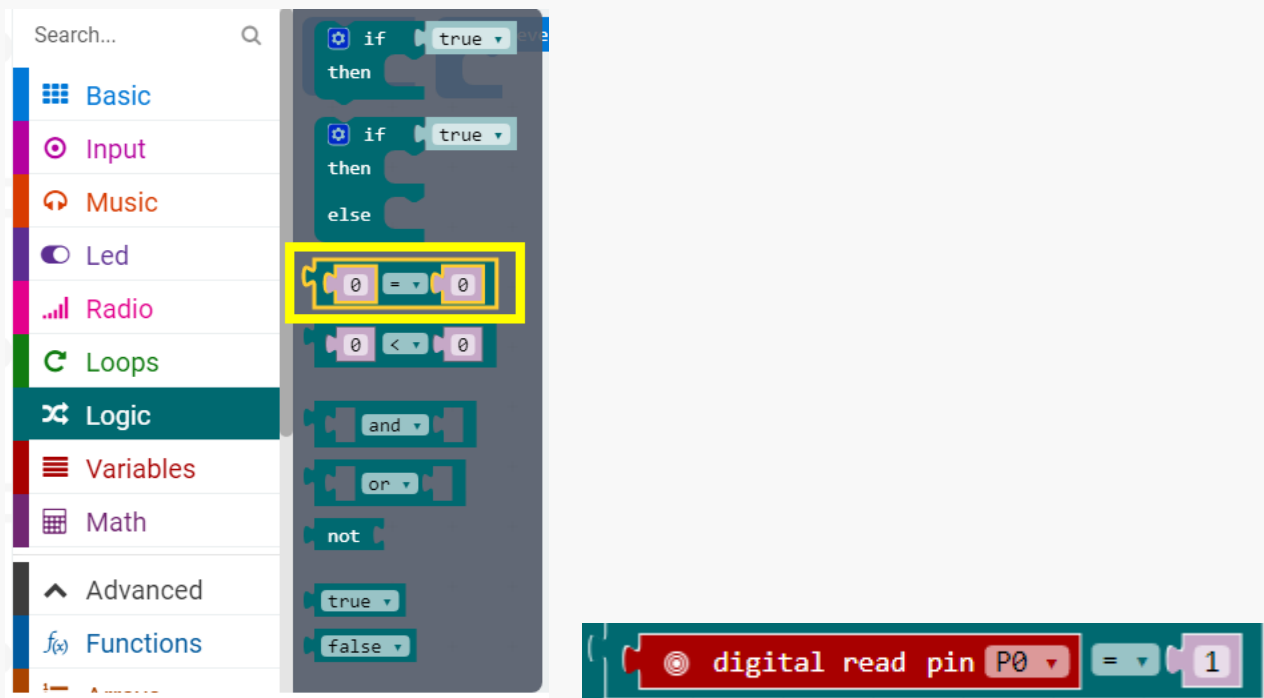 Search...
Basic
Input
Music
Led
Radio
Loops
Logic
Variables
Math
Advanced
f(x) Functions
if true
then
if true
then
else
0 = 0
0 < 0
and
or
not
true
false
digital read pin P0 = 1